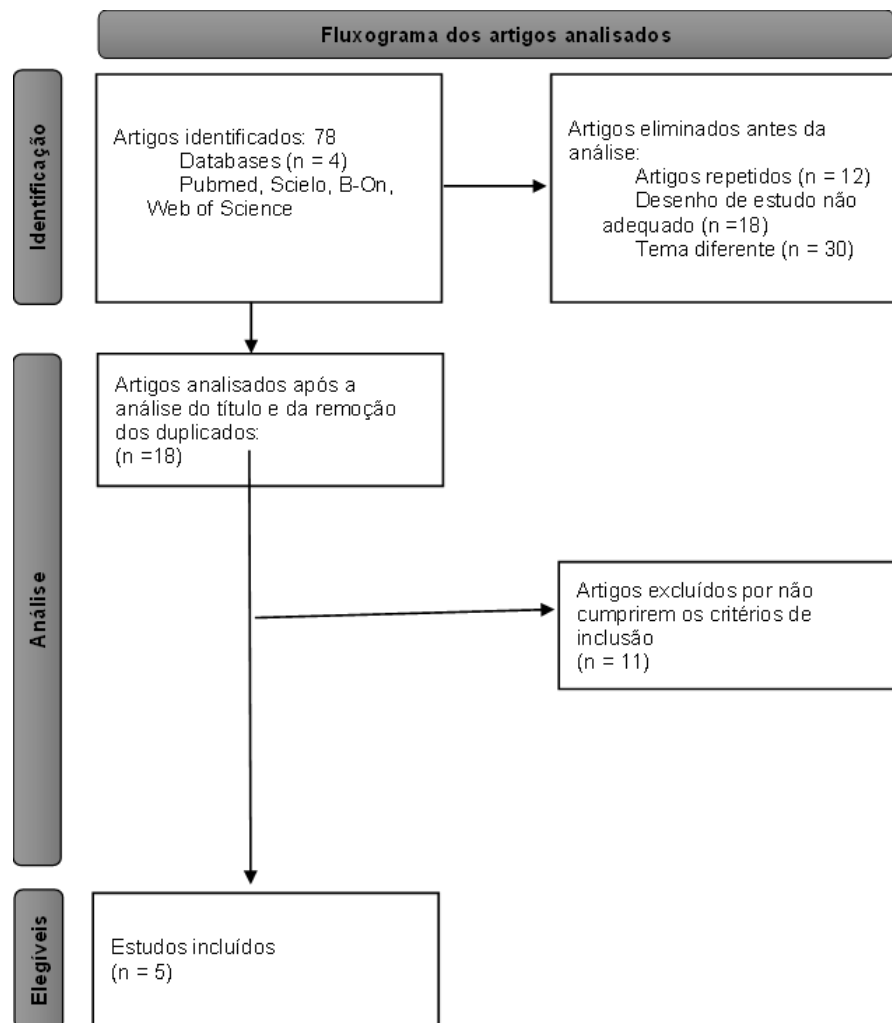 Fluxograma dos artigos analisados
Identificação
Artigos identificados: 78
Databases (n = 4)
Pubmed, Scielo, B-On,
Web of Science
Artigos eliminados antes da
análise:
Artigos repetidos (n = 12)
Desenho de estudo não
adequado (n =18)
Tema diferente (n = 30)
Análise
Artigos analisados após a
análise do título e da remoção
dos duplicados:
(n =18)
Artigos excluídos por não
cumprirem os critérios de
inclusão
(n = 11)
Elegíveis
Estudos incluídos
(n = 5)